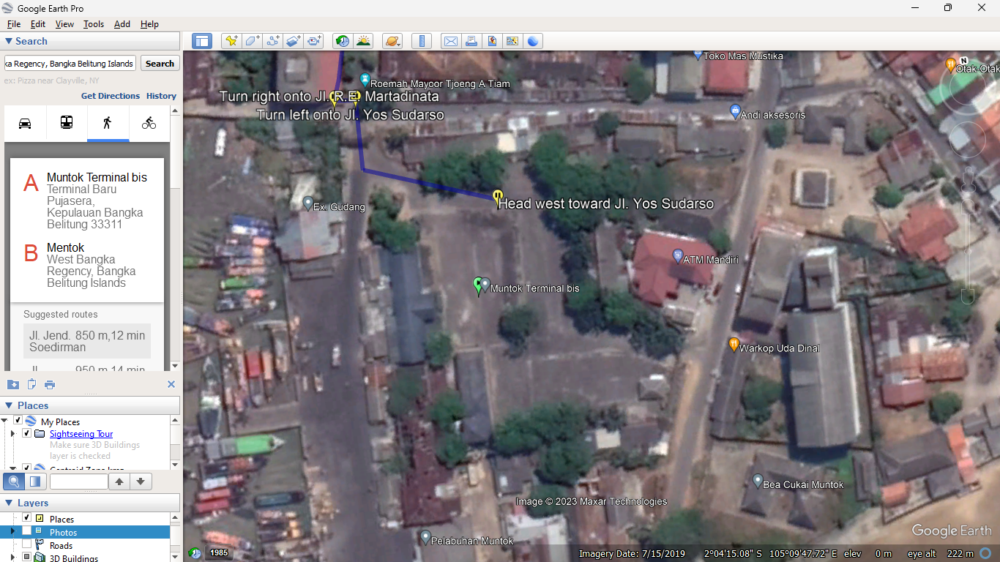 Google Earth Pro
File Edit View Tools Add Help
Search
ka Regency, Bangka Belitung Islands
Search
ex: Pizza near Clayville, NY
Get Directions History
A
Muntok Terminal bis
Terminal Baru
Pujasera,
Kepulauan Bangka
Belitung 33311
B
Mentok
West Bangka
Regency, Bangka
Belitung Islands
Suggested routes
Jl. Jend. 850 m,12 min
Soedirman
950 m,14 min
Places
My Places
Sightseeing Tour
Make sure 3D Buildings
layer is checked
Layers
Places
Photos
Roads
3D Buildings
Toko Mas Mustika
N
Otak-Otak
Roemah Mayoor Tjoeng A Tiam
Turn right onto Jl. R.E. Martadinata
Turn left onto Jl. Yos Sudarso
Andi aksesoris
Head west toward Jl. Yos Sudarso
Ex. Gudang
ATM Mandiri
Muntok Terminal bis
Warkop Uda Dinal
Bea Cukai Muntok
Image © 2023 Maxar Technologies
Google Earth
Pelabuhan Muntok
1985
Imagery Date: 7/15/2019 2°04'15.08" S 105°09'47.72" E elev 0 m eye alt 222 m